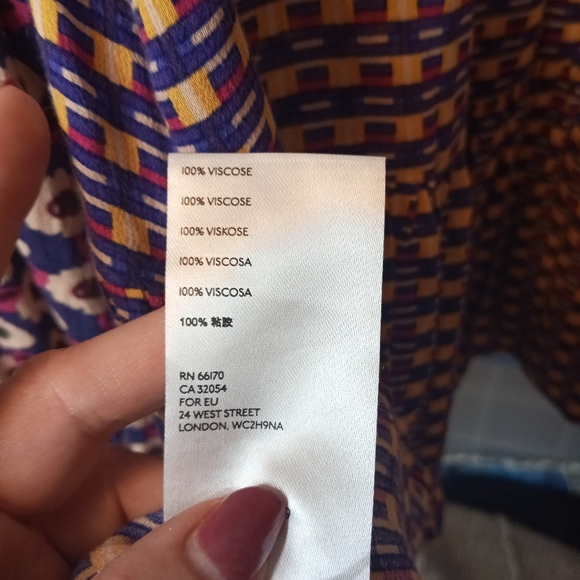 100% VISCOSE
100% VISCOSE
100% VISKOSE
100% VISCOSA
100% VISCOSA
100% 粘胶
RN 66170
CA 32054
FOR EU
24 WEST STREET
LONDON, WC2H9NA